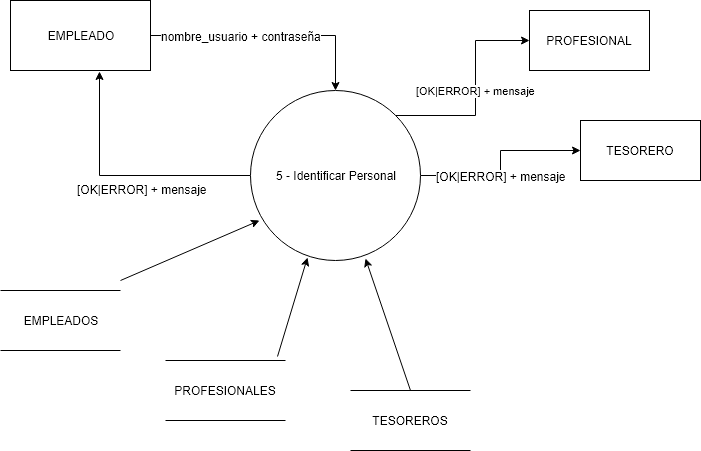 EMPLEADO
nombre_usuario + contraseña
PROFESIONAL
[OK|ERROR] + mensaje
TESORERO
5 - Identificar Personal
[OK|ERROR] + mensaje
[OK|ERROR] + mensaje
EMPLEADOS
PROFESIONALES
TESOREROS